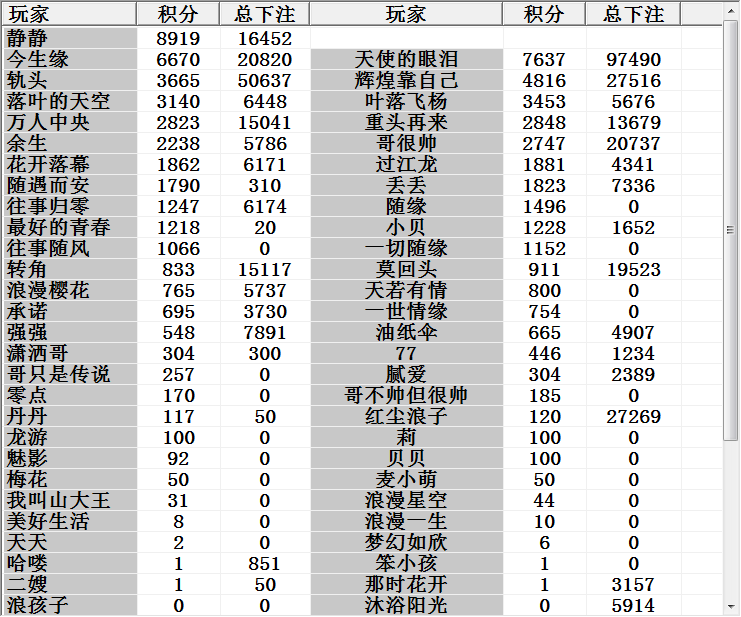 玩家 积分 总下注 玩家 积分 总下注
静静 8919 16452
今生缘 6670 20820 天使的眼泪 7637 97490
轨头 3665 50637 辉煌靠自己 4816 27516
落叶的天空 3140 6448 叶落飞杨 3453 5676
万人中央 2823 15041 重头再来 2848 13679
余生 2238 5786 哥很帅 2747 20737
花开落幕 1862 6171 过江龙 1881 4341
随遇而安 1790 310 丢丢 1823 7336
往事归零 1247 6174 随缘 1496 0
最好的青春 1218 20 小贝 1228 1652
往事随风 1066 0 一切随缘 1152 0
转角 833 15117 莫回头 911 19523
浪漫樱花 765 5737 天若有情 800 0
承诺 695 3730 一世情缘 754 0
强强 548 7891 油纸伞 665 4907
潇洒哥 304 300 77 446 1234
哥只是传说 257 0 腻爱 304 2389
零点 170 0 哥不帅但很帅 185 0
丹丹 117 50 红尘浪子 120 27269
龙游 100 0 莉 100 0
魅影 92 0 贝贝 100 0
梅花 50 0 麦小萌 50 0
我叫山大王 31 0 浪漫星空 44 0
美好生活 8 0 浪漫一生 10 0
天天 2 0 梦幻如欣 6 0
哈喽 1 851 笨小孩 1 0
二嫂 1 50 那时花开 1 3157
浪孩子 0 0 沐浴阳光 0 5914